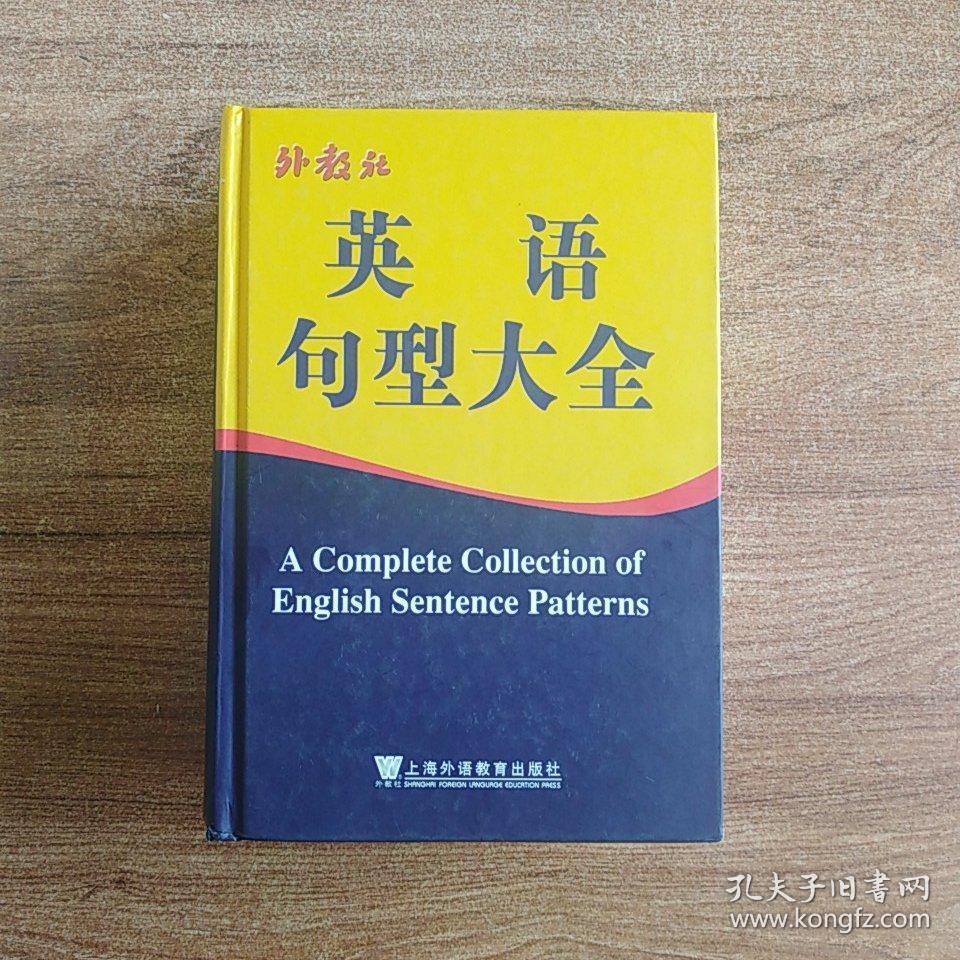 外教社
英 语
句型大全
A Complete Collection of
English Sentence Patterns
W®
外教社
上海外语教育出版社
SHANGHAI FOREIGN LANGUAGE EDUCATION PRESS
孔夫子旧书网
www.kongfz.com